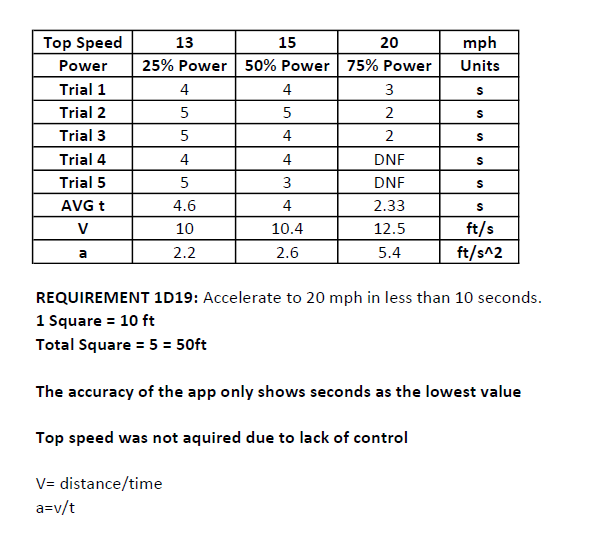 Top Speed 13 15 20 mph
Power 25% Power 50% Power 75% Power Units
Trial 1 4 4 3 s
Trial 2 5 5 2 s
Trial 3 5 4 2 s
Trial 4 4 4 DNF s
Trial 5 5 3 DNF s
AVG t 4.6 4 2.33 s
V 10 10.4 12.5 ft/s
a 2.2 2.6 5.4 ft/s^2
REQUIREMENT 1D19: Accelerate to 20 mph in less than 10 seconds.
1 Square = 10 ft
Total Square = 5 = 50ft
The accuracy of the app only shows seconds as the lowest value
Top speed was not aquired due to lack of control
V= distance/time
a=v/t